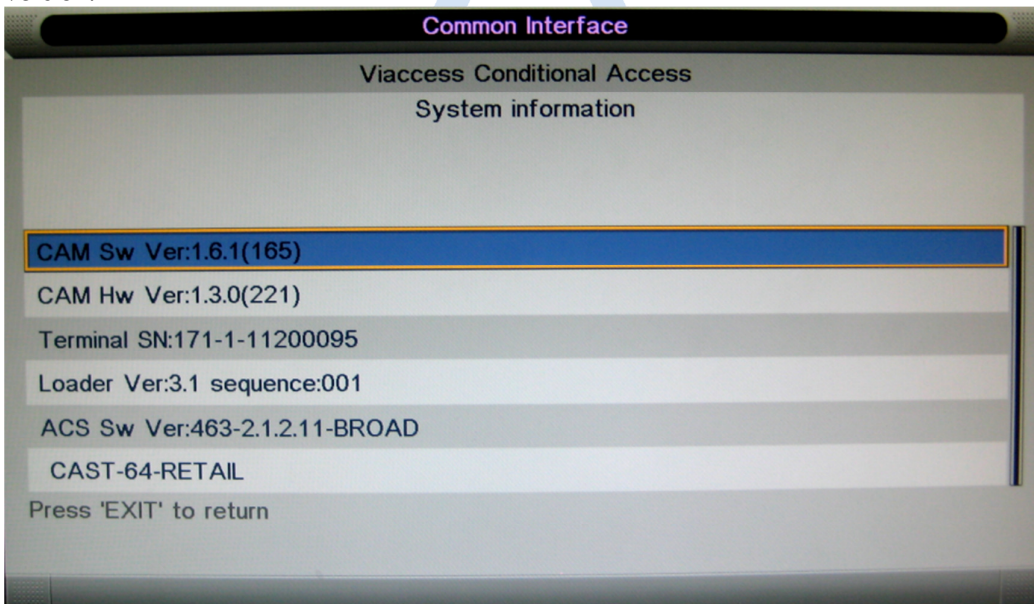 Common Interface
Viaccess Conditional Access
System information
CAM Sw Ver:1.6.1(165)
CAM Hw Ver:1.3.0(221)
Terminal SN:171-1-11200095
Loader Ver:3.1 sequence:001
ACS Sw Ver:463-2.1.2.11-BROAD
CAST-64-RETAIL
Press 'EXIT' to return